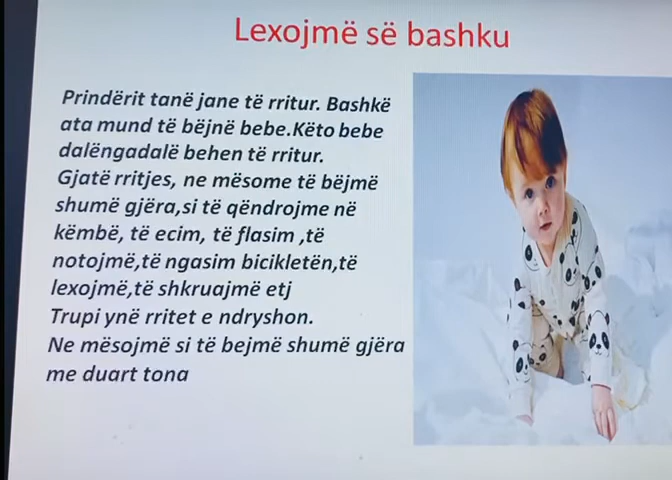 Lexojmë së bashku
Prindërit tanë jane të rritur. Bashkë
ata mund të bëjnë bebe.Këto bebe
dalëngadalë behen të rritur.
Gjatë rritjes, ne mësome të bëjmë
shumë gjëra,si të qëndrojme në
këmbë, të ecim, të flasim ,të
notojmë,të ngasim bicikletën,të
lexojmë,të shkruajmë etj
Trupi ynë rritet e ndryshon.
Ne mësojmë si të bejmë shumë gjëra
me duart tona